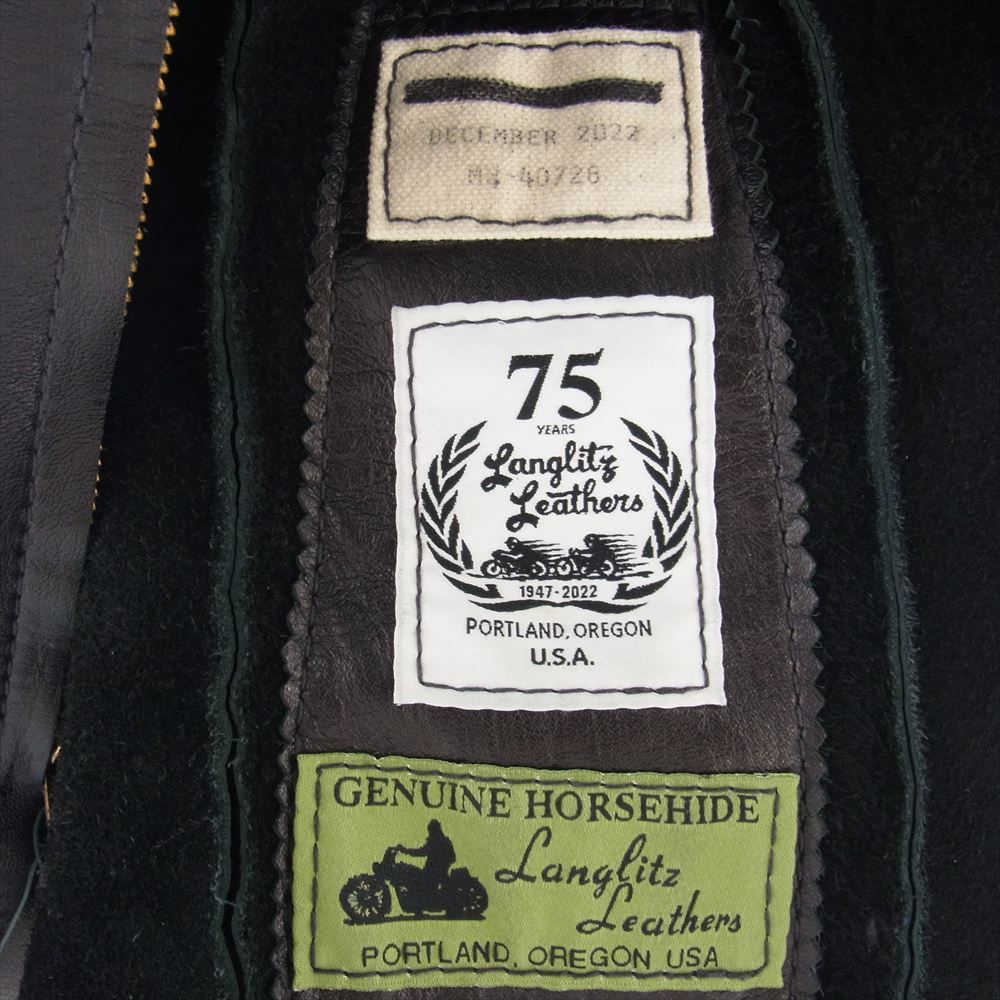 DECEMBER 2022
75
YEARS
Langlitz
Leathers
1947-2022
PORTLAND, OREGON
U.S.A.
GENUINE HORSEHIDE
Langlitz
Leathers
PORTLAND, OREGON USA